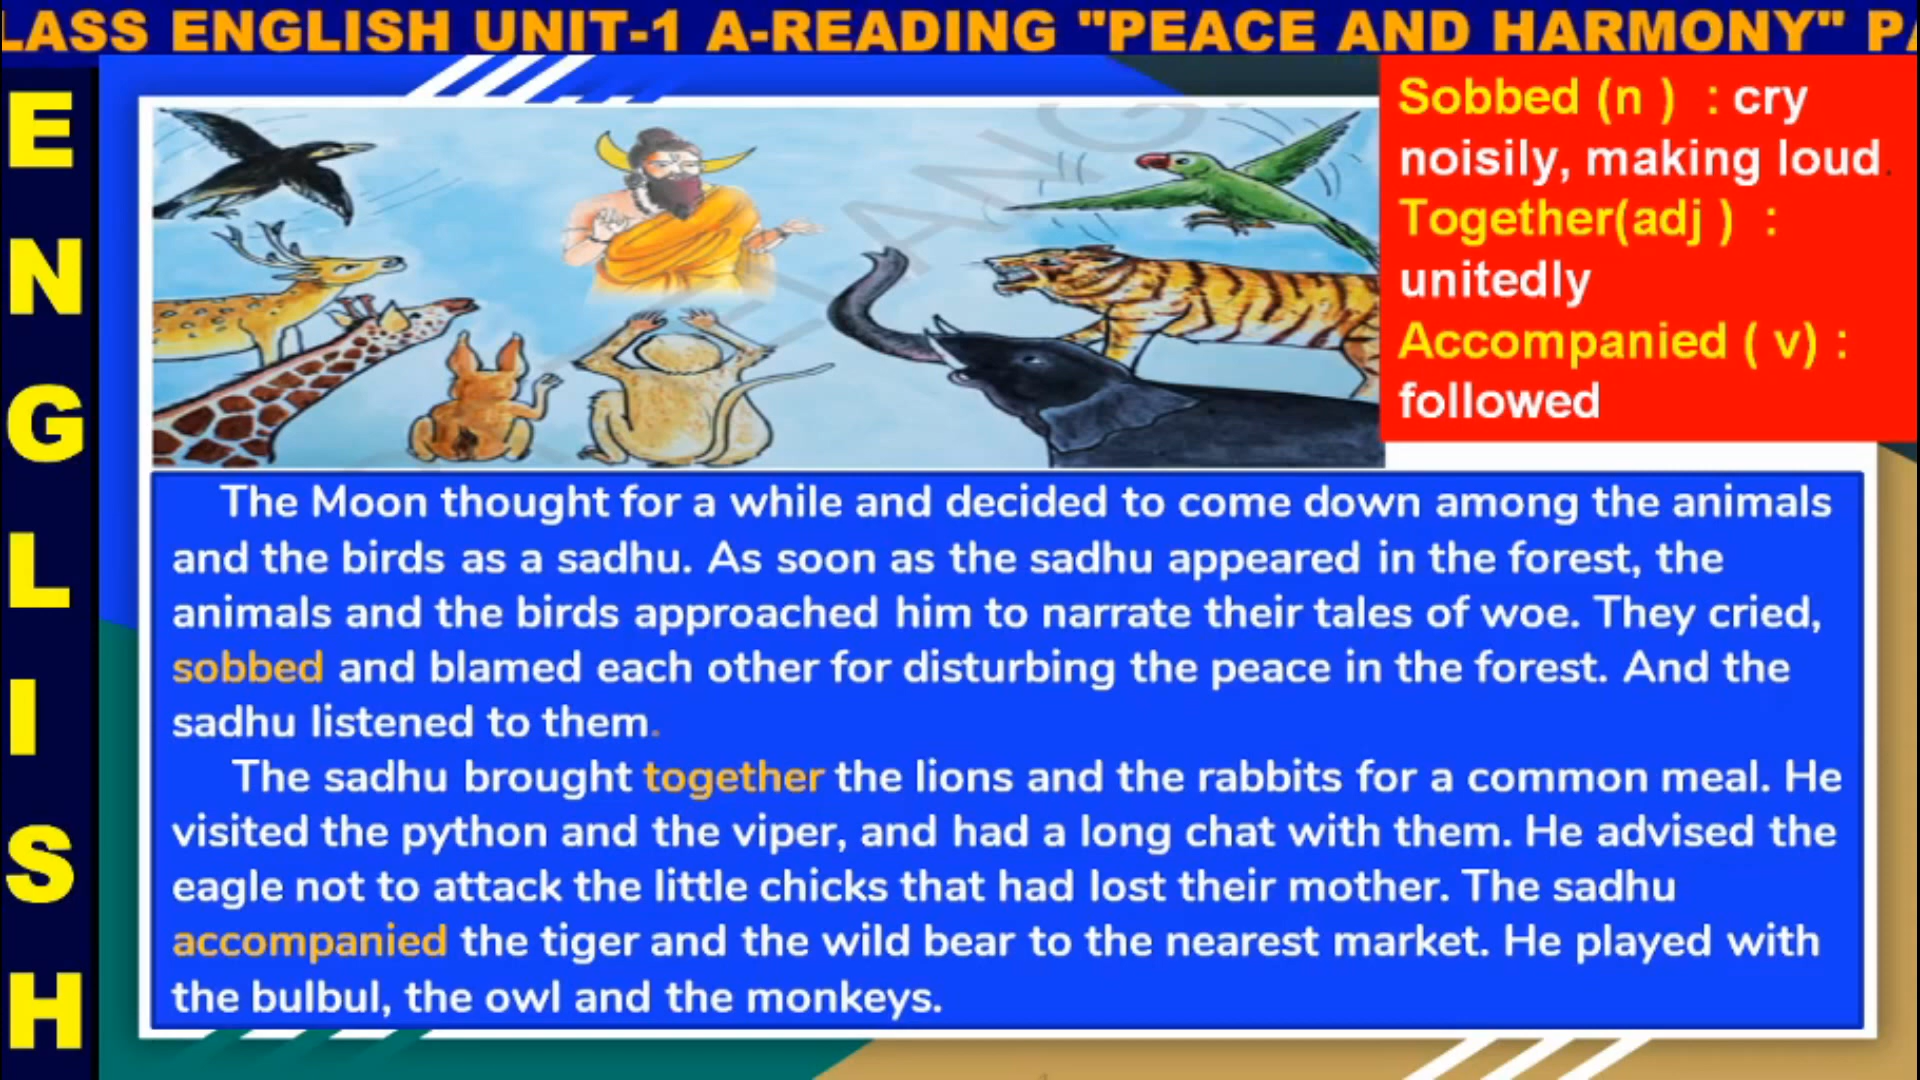 LASS ENGLISH UNIT-1 A-READING "PEACE AND HARMONY" PA
E
N
G
L
I
S
H
Sobbed (n ) : cry
noisily, making loud.
Together(adj ) :
unitedly
Accompanied ( v) :
followed
The Moon thought for a while and decided to come down among the animals
and the birds as a sadhu. As soon as the sadhu appeared in the forest, the
animals and the birds approached him to narrate their tales of woe. They cried,
sobbed and blamed each other for disturbing the peace in the forest. And the
sadhu listened to them.
The sadhu brought together the lions and the rabbits for a common meal. He
visited the python and the viper, and had a long chat with them. He advised the
eagle not to attack the little chicks that had lost their mother. The sadhu
accompanied the tiger and the wild bear to the nearest market. He played with
the bulbul, the owl and the monkeys.